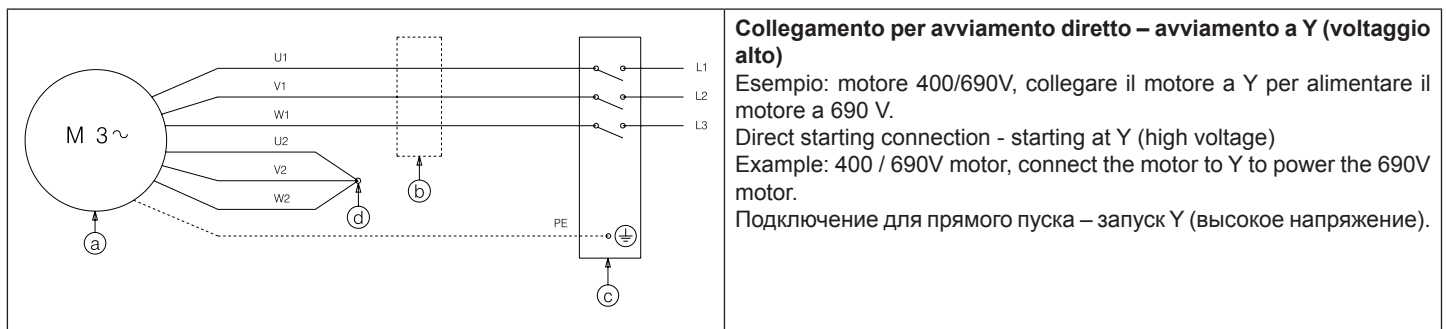 U1
V1
W1
U2
V2
W2
M 3~
PE
L1
L2
L3
a
b
c
d
Collegamento per avviamento diretto – avviamento a Y (voltaggio
alto)
Esempio: motore 400/690V, collegare il motore a Y per alimentare il
motore a 690 V.
Direct starting connection - starting at Y (high voltage)
Example: 400 / 690V motor, connect the motor to Y to power the 690V
motor.
Подключение для прямого пуска – запуск Y (высокое напряжение).